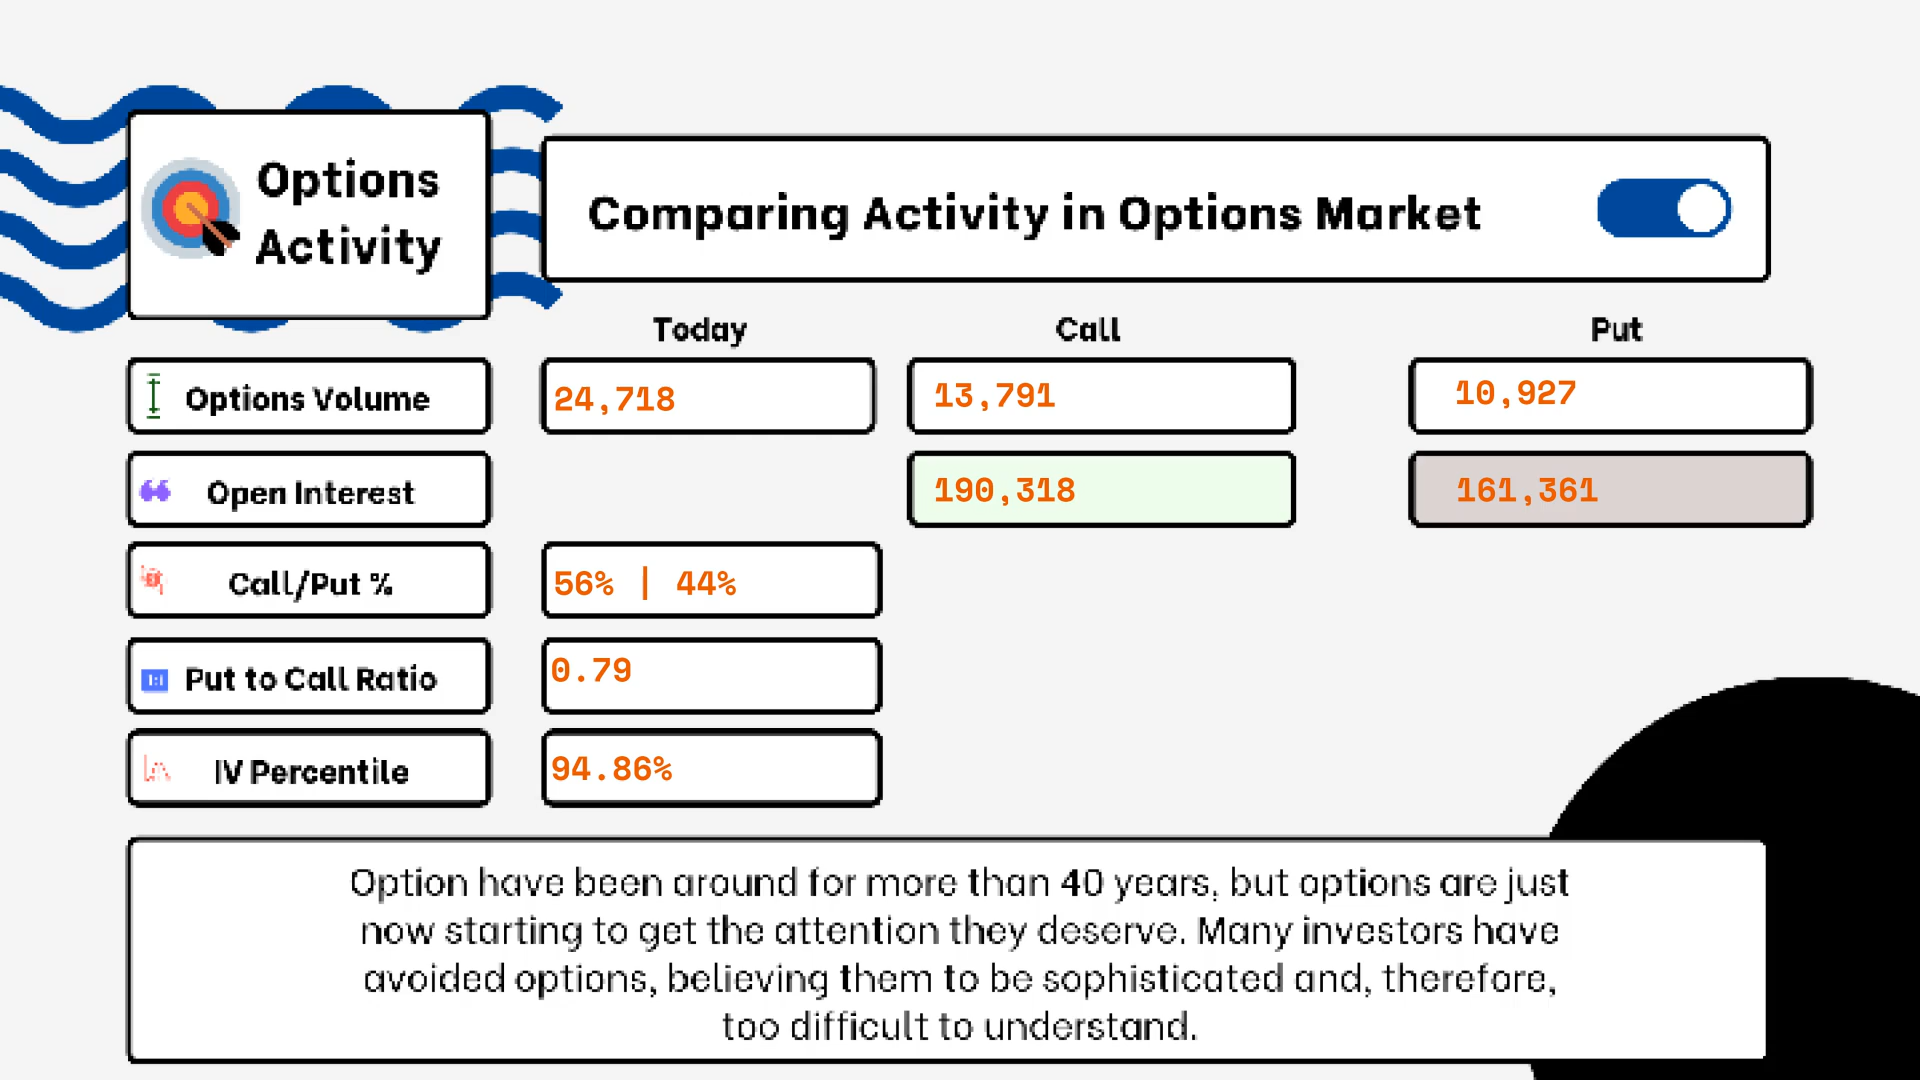 Options
Activity
Comparing Activity in Options Market
Today Call Put
Options Volume 24,718 13,791 10,927
Open Interest 190,318 161,361
Call/Put % 56% | 44%
Put to Call Ratio 0.79
IV Percentile 94.86%
Option have been around for more than 40 years, but options are just
now starting to get the attention they deserve. Many investors have
avoided options, believing them to be sophisticated and, therefore,
too difficult to understand.